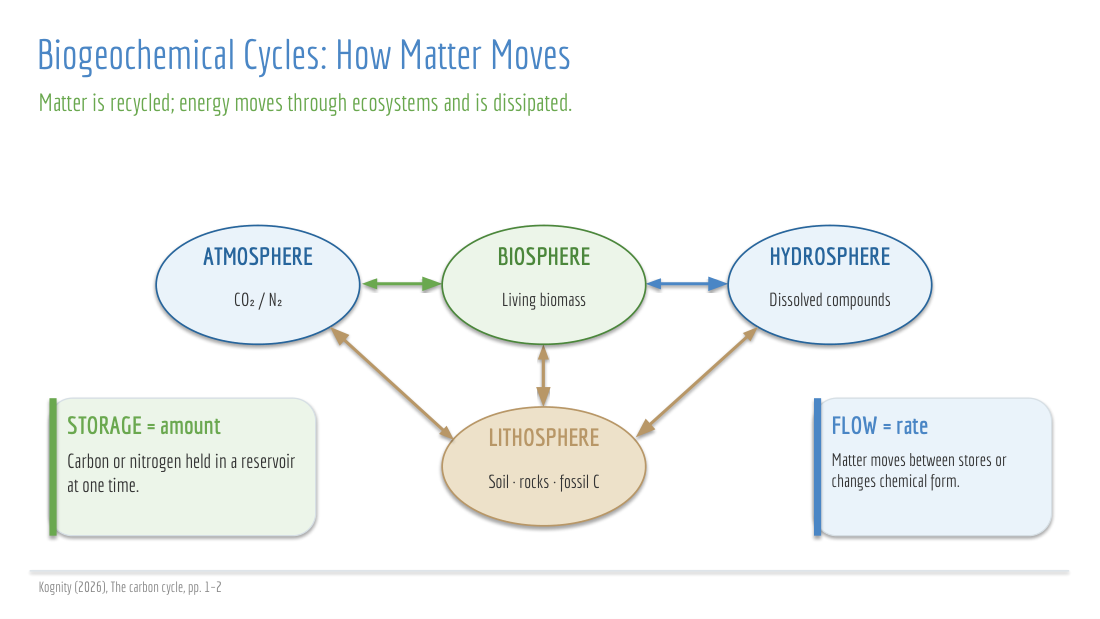 Biogeochemical Cycles: How Matter Moves
Matter is recycled; energy moves through ecosystems and is dissipated.
ATMOSPHERE
CO₂ / N₂
BIOSPHERE
Living biomass
HYDROSPHERE
Dissolved compounds
LITHOSPHERE
Soil · rocks · fossil C
STORAGE = amount
Carbon or nitrogen held in a reservoir
at one time.
FLOW = rate
Matter moves between stores or
changes chemical form.
Kognity (2026), The carbon cycle, pp. 1–2